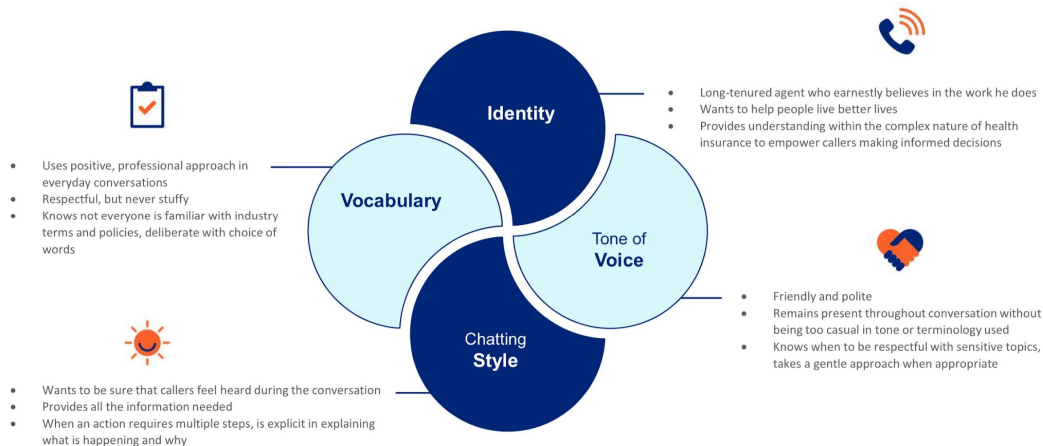 Identity
• Long-tenured agent who earnestly believes in the work he does
• Wants to help people live better lives
• Provides understanding within the complex nature of health
insurance to empower callers making informed decisions
Vocabulary
• Uses positive, professional approach in
everyday conversations
• Respectful, but never stuffy
• Knows not everyone is familiar with industry
terms and policies, deliberate with choice of
words
Tone of
Voice
• Friendly and polite
• Remains present throughout conversation without
being too casual in tone or terminology used
• Knows when to be respectful with sensitive topics,
takes a gentle approach when appropriate
Chatting
Style
• Wants to be sure that callers feel heard during the conversation
• Provides all the information needed
• When an action requires multiple steps, is explicit in explaining
what is happening and why